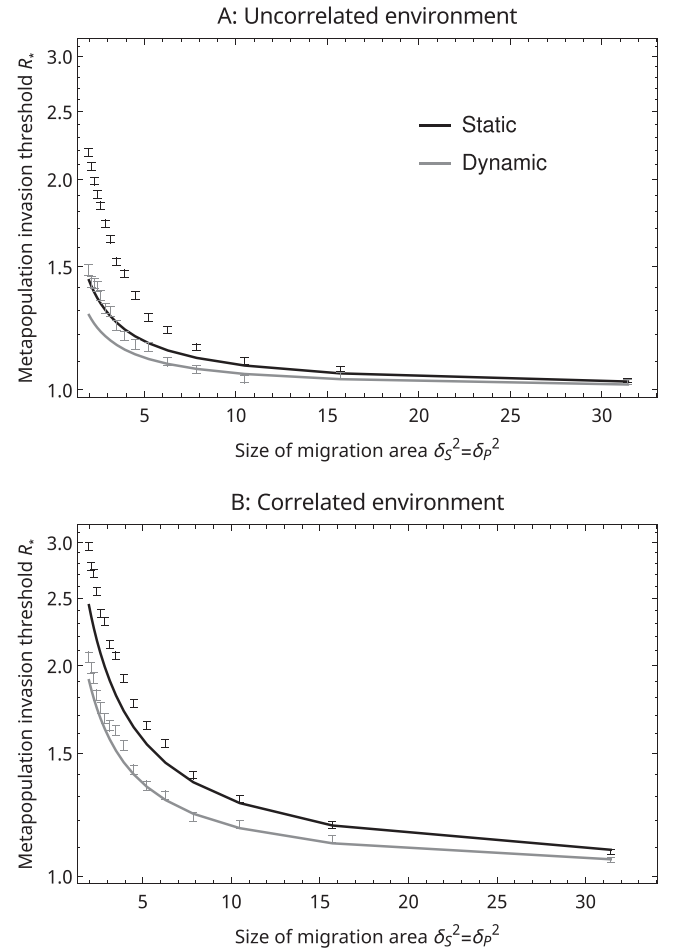 A: Uncorrelated environment
Metapopulation invasion threshold R*
3.0
2.5
2.0
1.5
1.0
Static
Dynamic
5 10 15 20 25 30
Size of migration area δS²=δP²
B: Correlated environment
Metapopulation invasion threshold R*
3.0
2.5
2.0
1.5
1.0
5 10 15 20 25 30
Size of migration area δS²=δP²